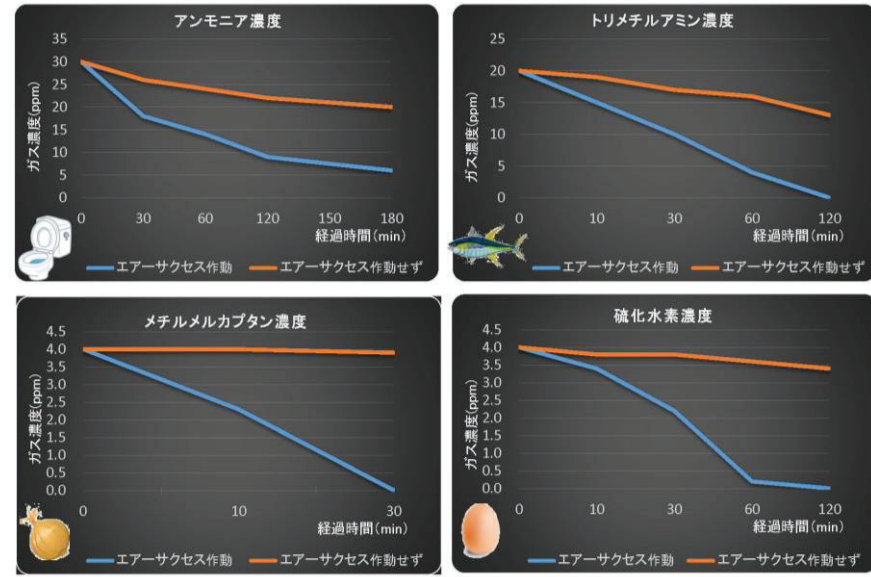 アンモニア濃度
ガス濃度(ppm)
35
30
25
20
15
10
5
0
0 30 60 120 150 180
経過時間(min)
エアーサクセス作動 エアーサクセス作動せず
トリメチルアミン濃度
ガス濃度(ppm)
25
20
15
10
5
0
0 10 30 60 120
経過時間(min)
エアーサクセス作動 エアーサクセス作動せず
メチルメルカプタン濃度
ガス濃度(ppm)
4.5
4.0
3.5
3.0
2.5
2.0
1.5
1.0
0.5
0.0
0 10 30
経過時間(min)
エアーサクセス作動 エアーサクセス作動せず
硫化水素濃度
ガス濃度(ppm)
4.5
4.0
3.5
3.0
2.5
2.0
1.5
1.0
0.5
0.0
0 10 30 60 120
経過時間(min)
エアーサクセス作動 エアーサクセス作動せず